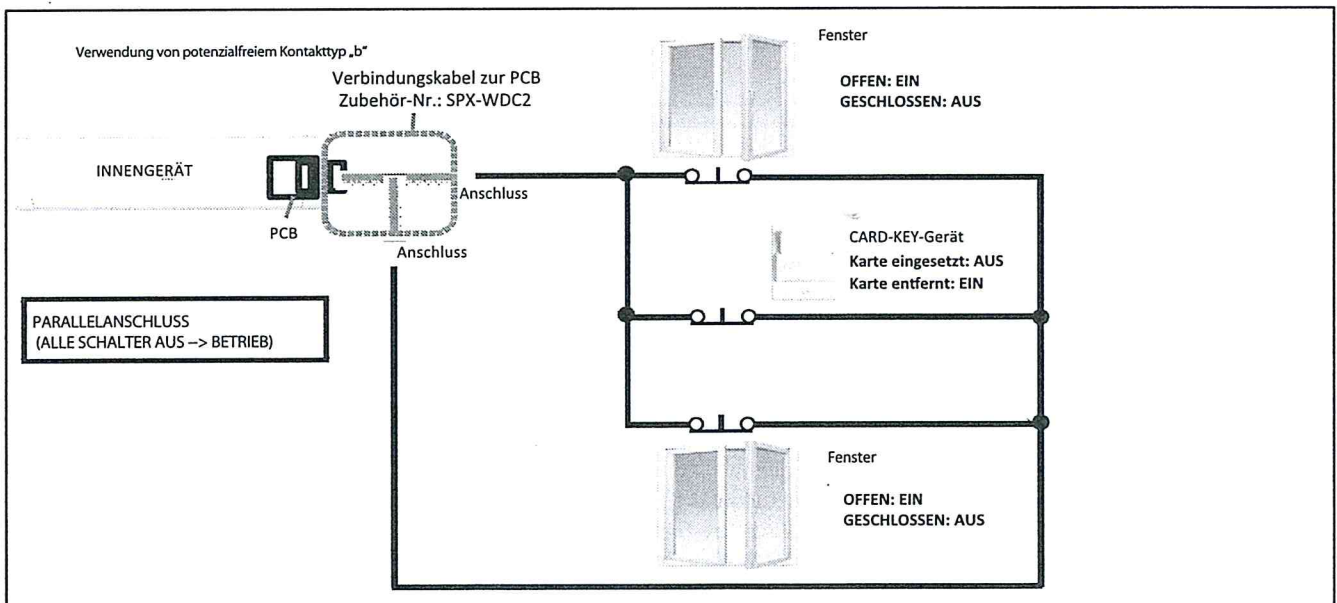 Verwendung von potenzialfreiem Kontakttyp „b“
Verbindungskabel zur PCB
Zubehör-Nr.: SPX-WDC2
INNENGERÄT
PCB
Anschluss
Anschluss
PARALLELANSCHLUSS
(ALLE SCHALTER AUS --> BETRIEB)
Fenster
OFFEN: EIN
GESCHLOSSEN: AUS
CARD-KEY-Gerät
Karte eingesetzt: AUS
Karte entfernt: EIN
Fenster
OFFEN: EIN
GESCHLOSSEN: AUS